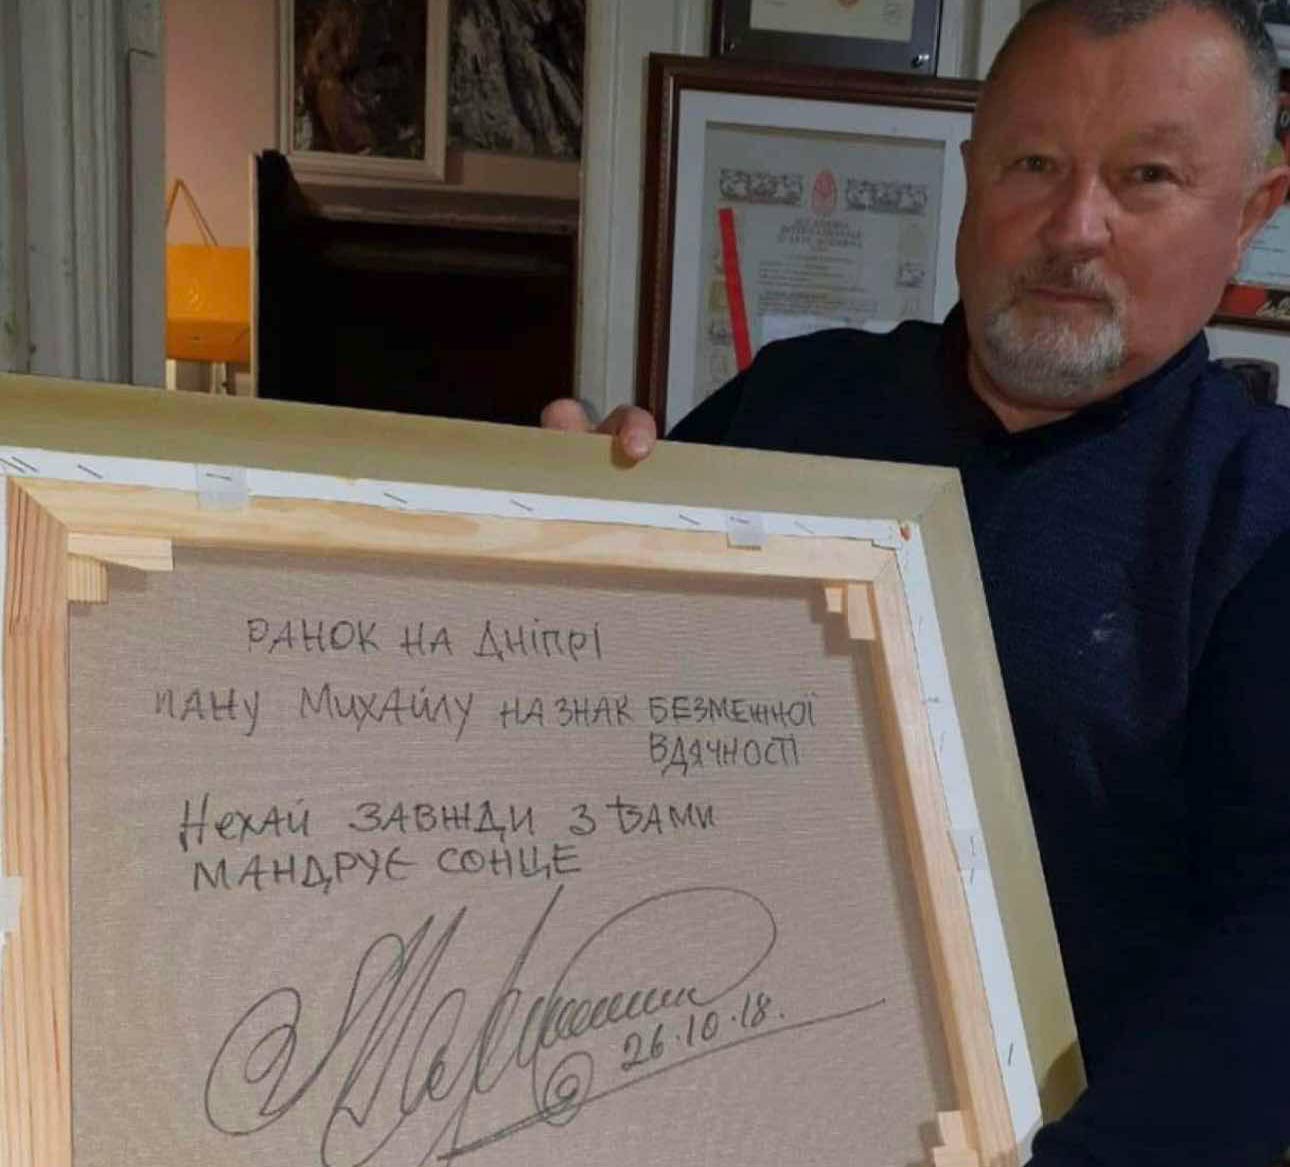 РАНОК НА ДНІПРІ
ПАНУ МИХАЙЛУ НА ЗНАК БЕЗМЕЖНОЇ
ВДЯЧНОСТІ
НЕХАЙ ЗАВЖДИ З ВАМИ
МАНДРУЄ СОНЦЕ
26.10.18.